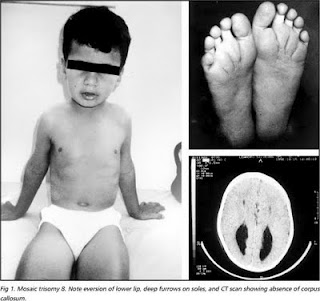 Fig 1. Mosaic trisomy 8. Note eversion of lower lip, deep furrows on soles, and CT scan showing absence of corpus
callosum.